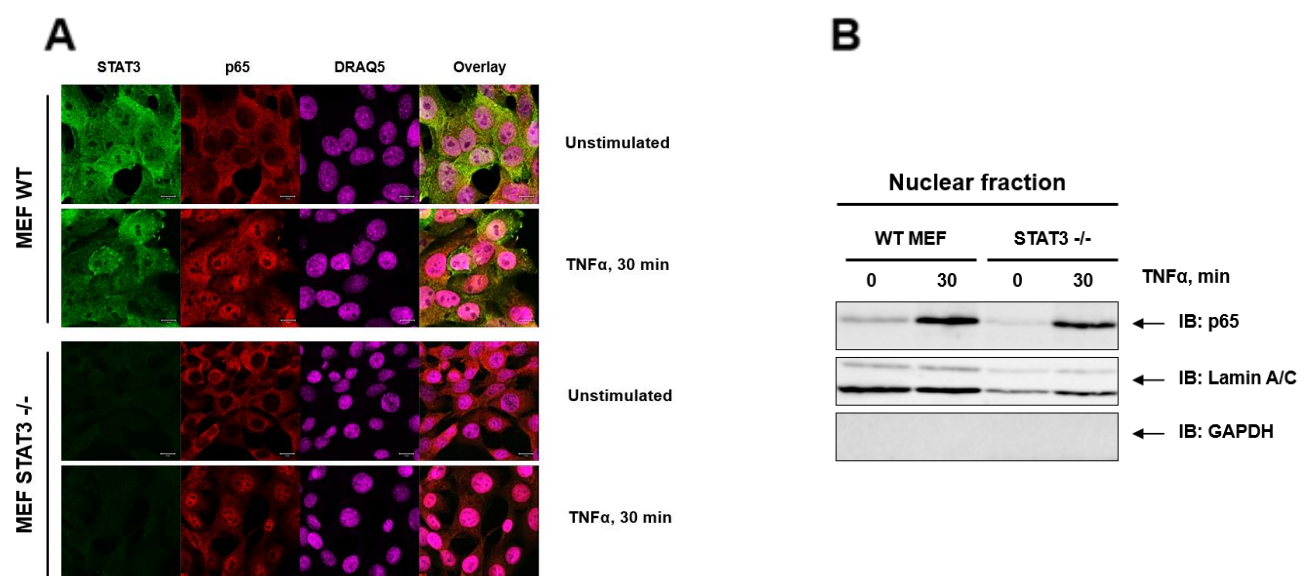 A
STAT3 p65 DRAQ5 Overlay
MEF WT
Unstimulated
TNFα, 30 min
MEF STAT3 -/-
Unstimulated
TNFα, 30 min
B
Nuclear fraction
WT MEF STAT3 -/-
0 30 0 30 TNFα, min
IB: p65
IB: Lamin A/C
IB: GAPDH